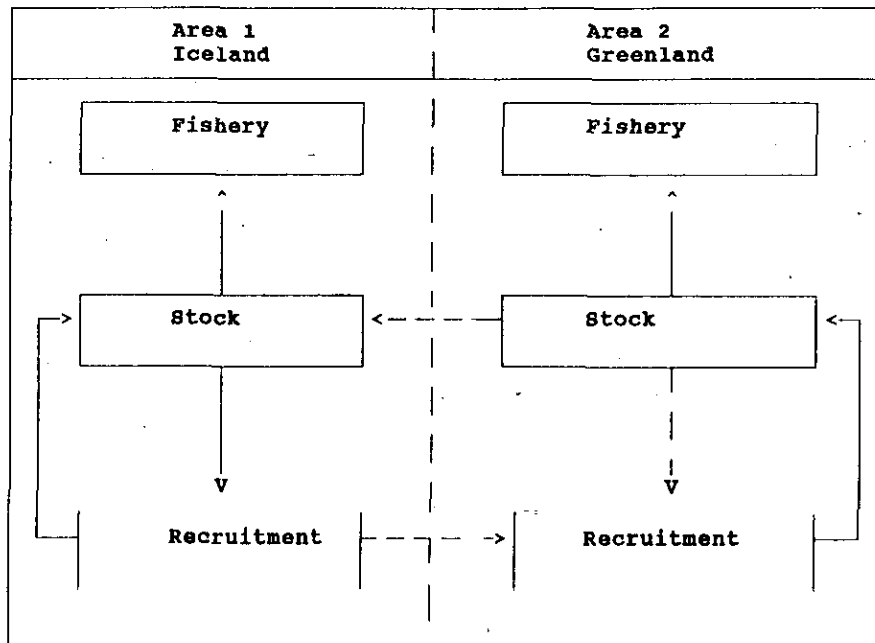 Area 1
Iceland
Area 2
Greenland
Fishery
Fishery
Stock
Stock
Recruitment
Recruitment